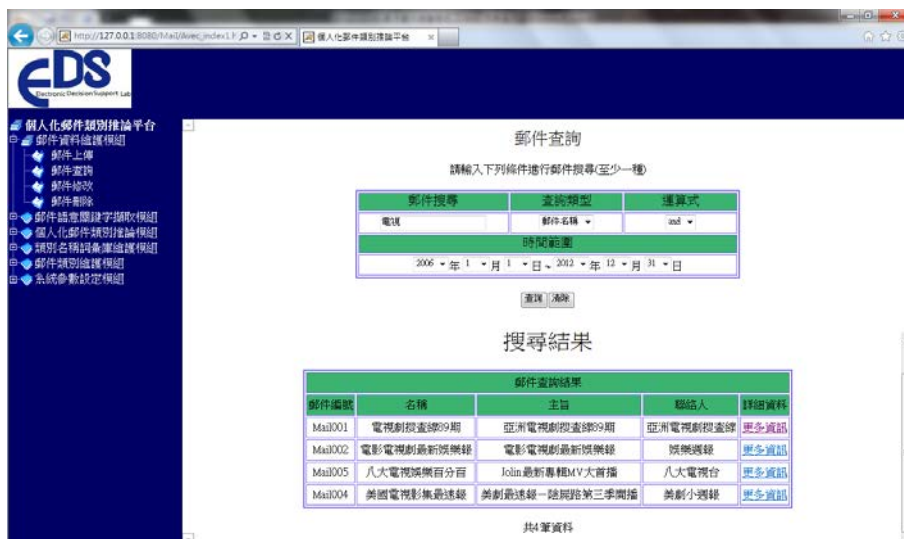 http://127.0.0.1:8080/Mail/
個人化郵件類別推論平台
EDS
Electronic Decision Support Lab
個人化郵件類別推論平台
郵件資料維護模組
郵件上傳
郵件查詢
郵件修改
郵件刪除
郵件語意關鍵字擷取模組
個人化郵件類別推論模組
類別名稱詞彙庫維護模組
郵件類別維護模組
系統參數設定模組
郵件查詢
請輸入下列條件進行郵件搜尋(至少一種)
郵件搜尋 查詢類型 運算式
電視 郵件名稱 and
時間範圍
2006 年 1 月 1 日 ~ 2012 年 12 月 31 日
查詢 清除
搜尋結果
郵件查詢結果
郵件編號 名稱 主旨 聯絡人 詳細資料
Mail001 電視劇搜查線89期 亞洲電視劇搜查線89期 亞洲電視劇搜查線 更多資訊
Mail002 電影電視劇最新娛樂報 電影電視劇最新娛樂報 娛樂週報 更多資訊
Mail005 八大電視娛樂百分百 Jolin最新專輯MV大首播 八大電視台 更多資訊
Mail004 美國電視影集最速報 美劇最速報－陰屍路第三季開播 美劇小週報 更多資訊
共4筆資料